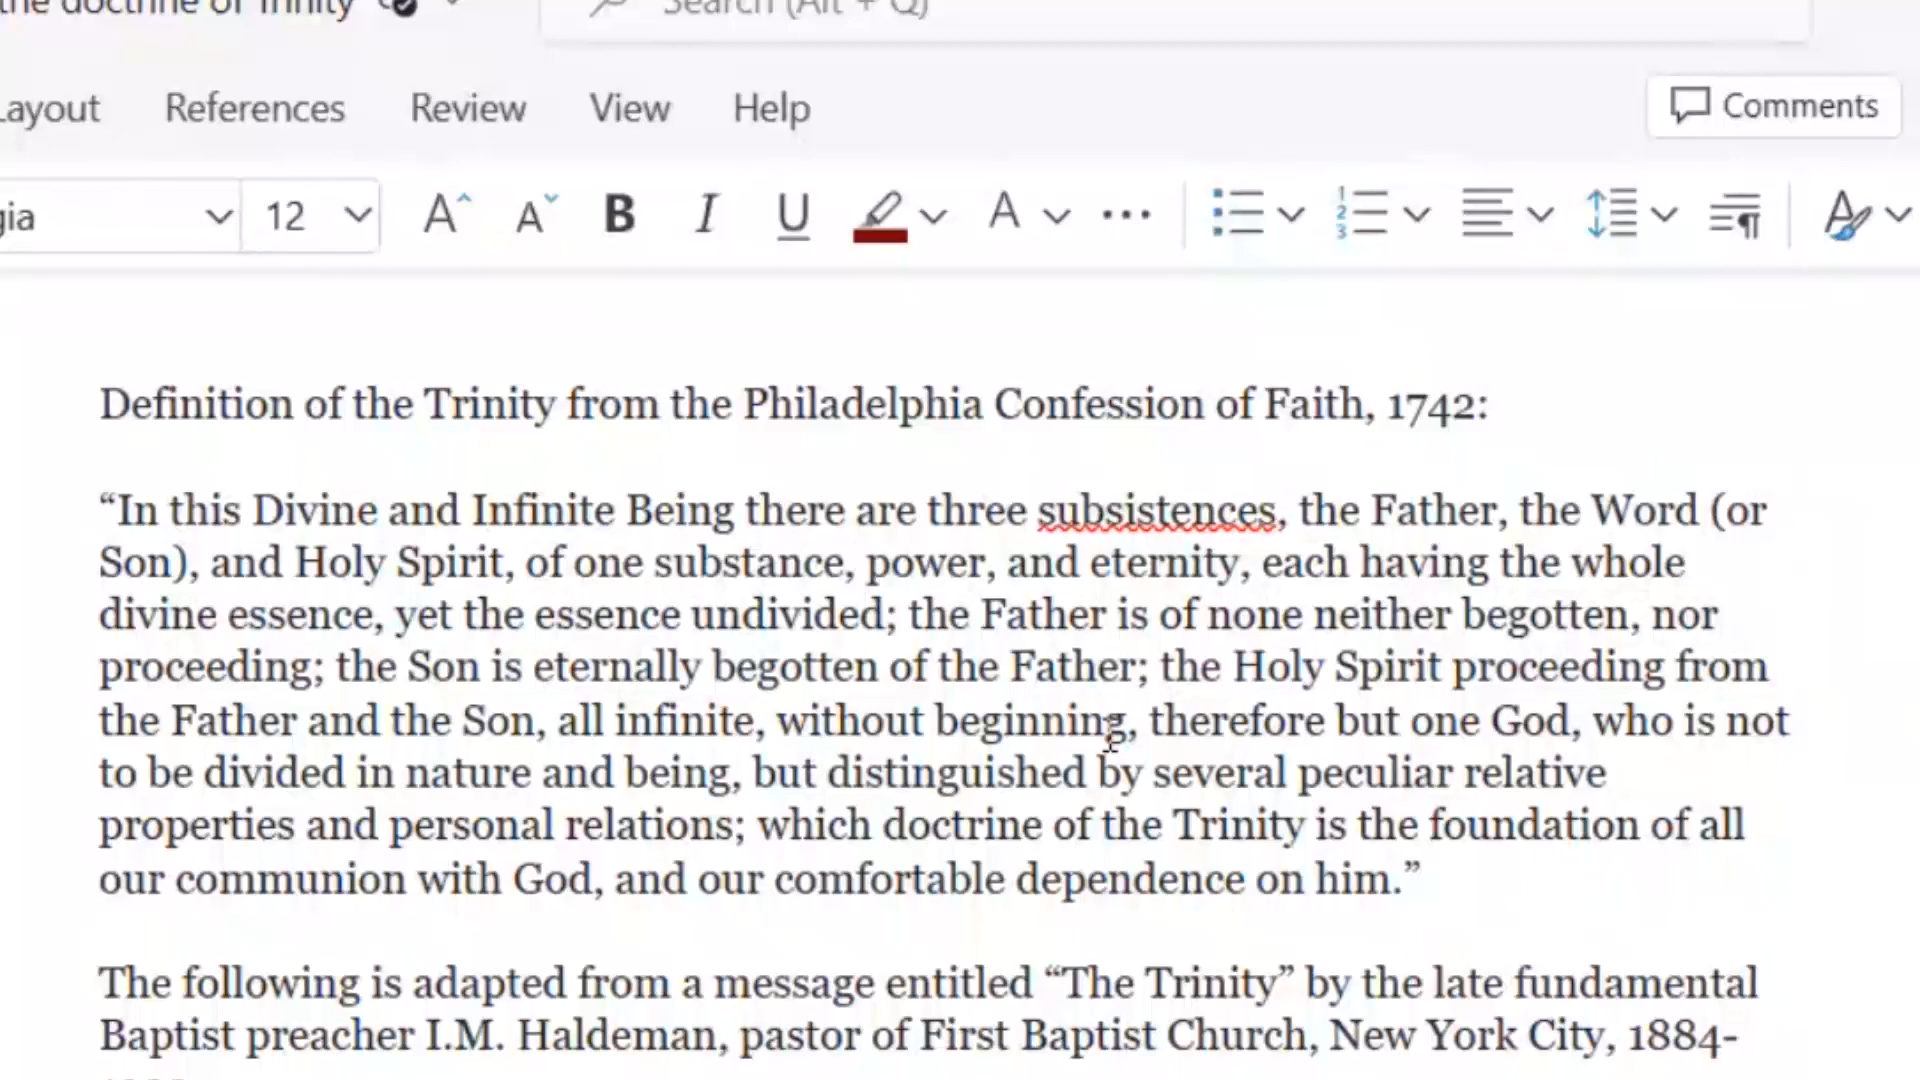 the doctrine of Trinity Search (Alt + Q)
Layout References Review View Help Comments
gia 12 B I U A
Definition of the Trinity from the Philadelphia Confession of Faith, 1742:
“In this Divine and Infinite Being there are three subsistences, the Father, the Word (or
Son), and Holy Spirit, of one substance, power, and eternity, each having the whole
divine essence, yet the essence undivided; the Father is of none neither begotten, nor
proceeding; the Son is eternally begotten of the Father; the Holy Spirit proceeding from
the Father and the Son, all infinite, without beginning, therefore but one God, who is not
to be divided in nature and being, but distinguished by several peculiar relative
properties and personal relations; which doctrine of the Trinity is the foundation of all
our communion with God, and our comfortable dependence on him.”
The following is adapted from a message entitled “The Trinity” by the late fundamental
Baptist preacher I.M. Haldeman, pastor of First Baptist Church, New York City, 1884-